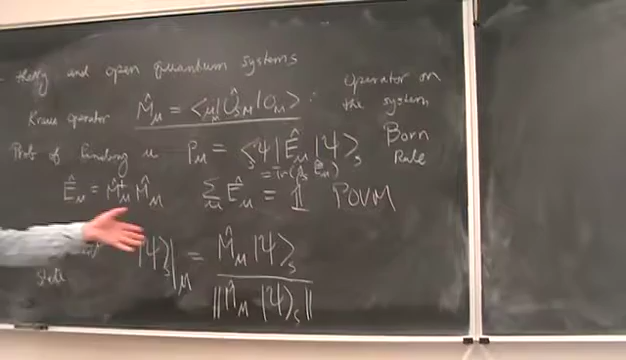 theory and open quantum systems
Kraus operator M̂_μ = <μ|Û_SM|0_M> Operator on the system
Prob of finding μ P_μ = <ψ|Ê_μ|ψ>_s Born Rule
= Tr(ρ̂_s Ê_μ)
Ê_μ = M̂†_μ M̂_μ Σ_μ Ê_μ = 𝟙 POVM
|ψ>_s|_μ = M̂_μ|ψ>_s / ||M̂_μ|ψ>_s||
state